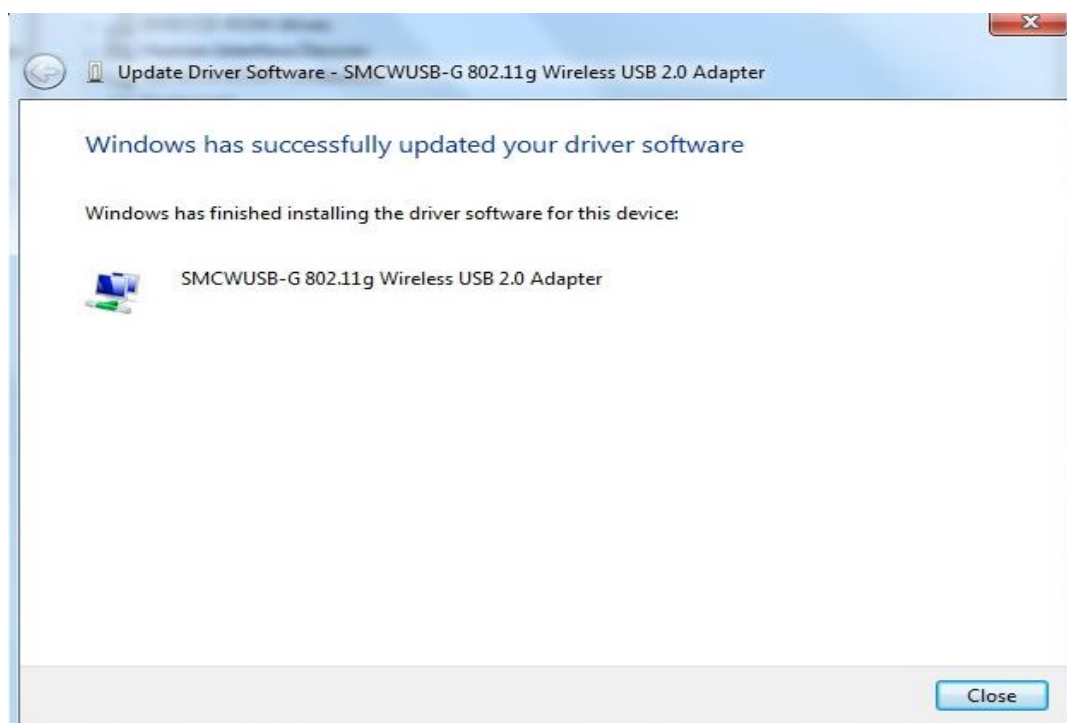 Update Driver Software - SMCWUSB-G 802.11g Wireless USB 2.0 Adapter
Windows has successfully updated your driver software
Windows has finished installing the driver software for this device:
SMCWUSB-G 802.11g Wireless USB 2.0 Adapter
Close